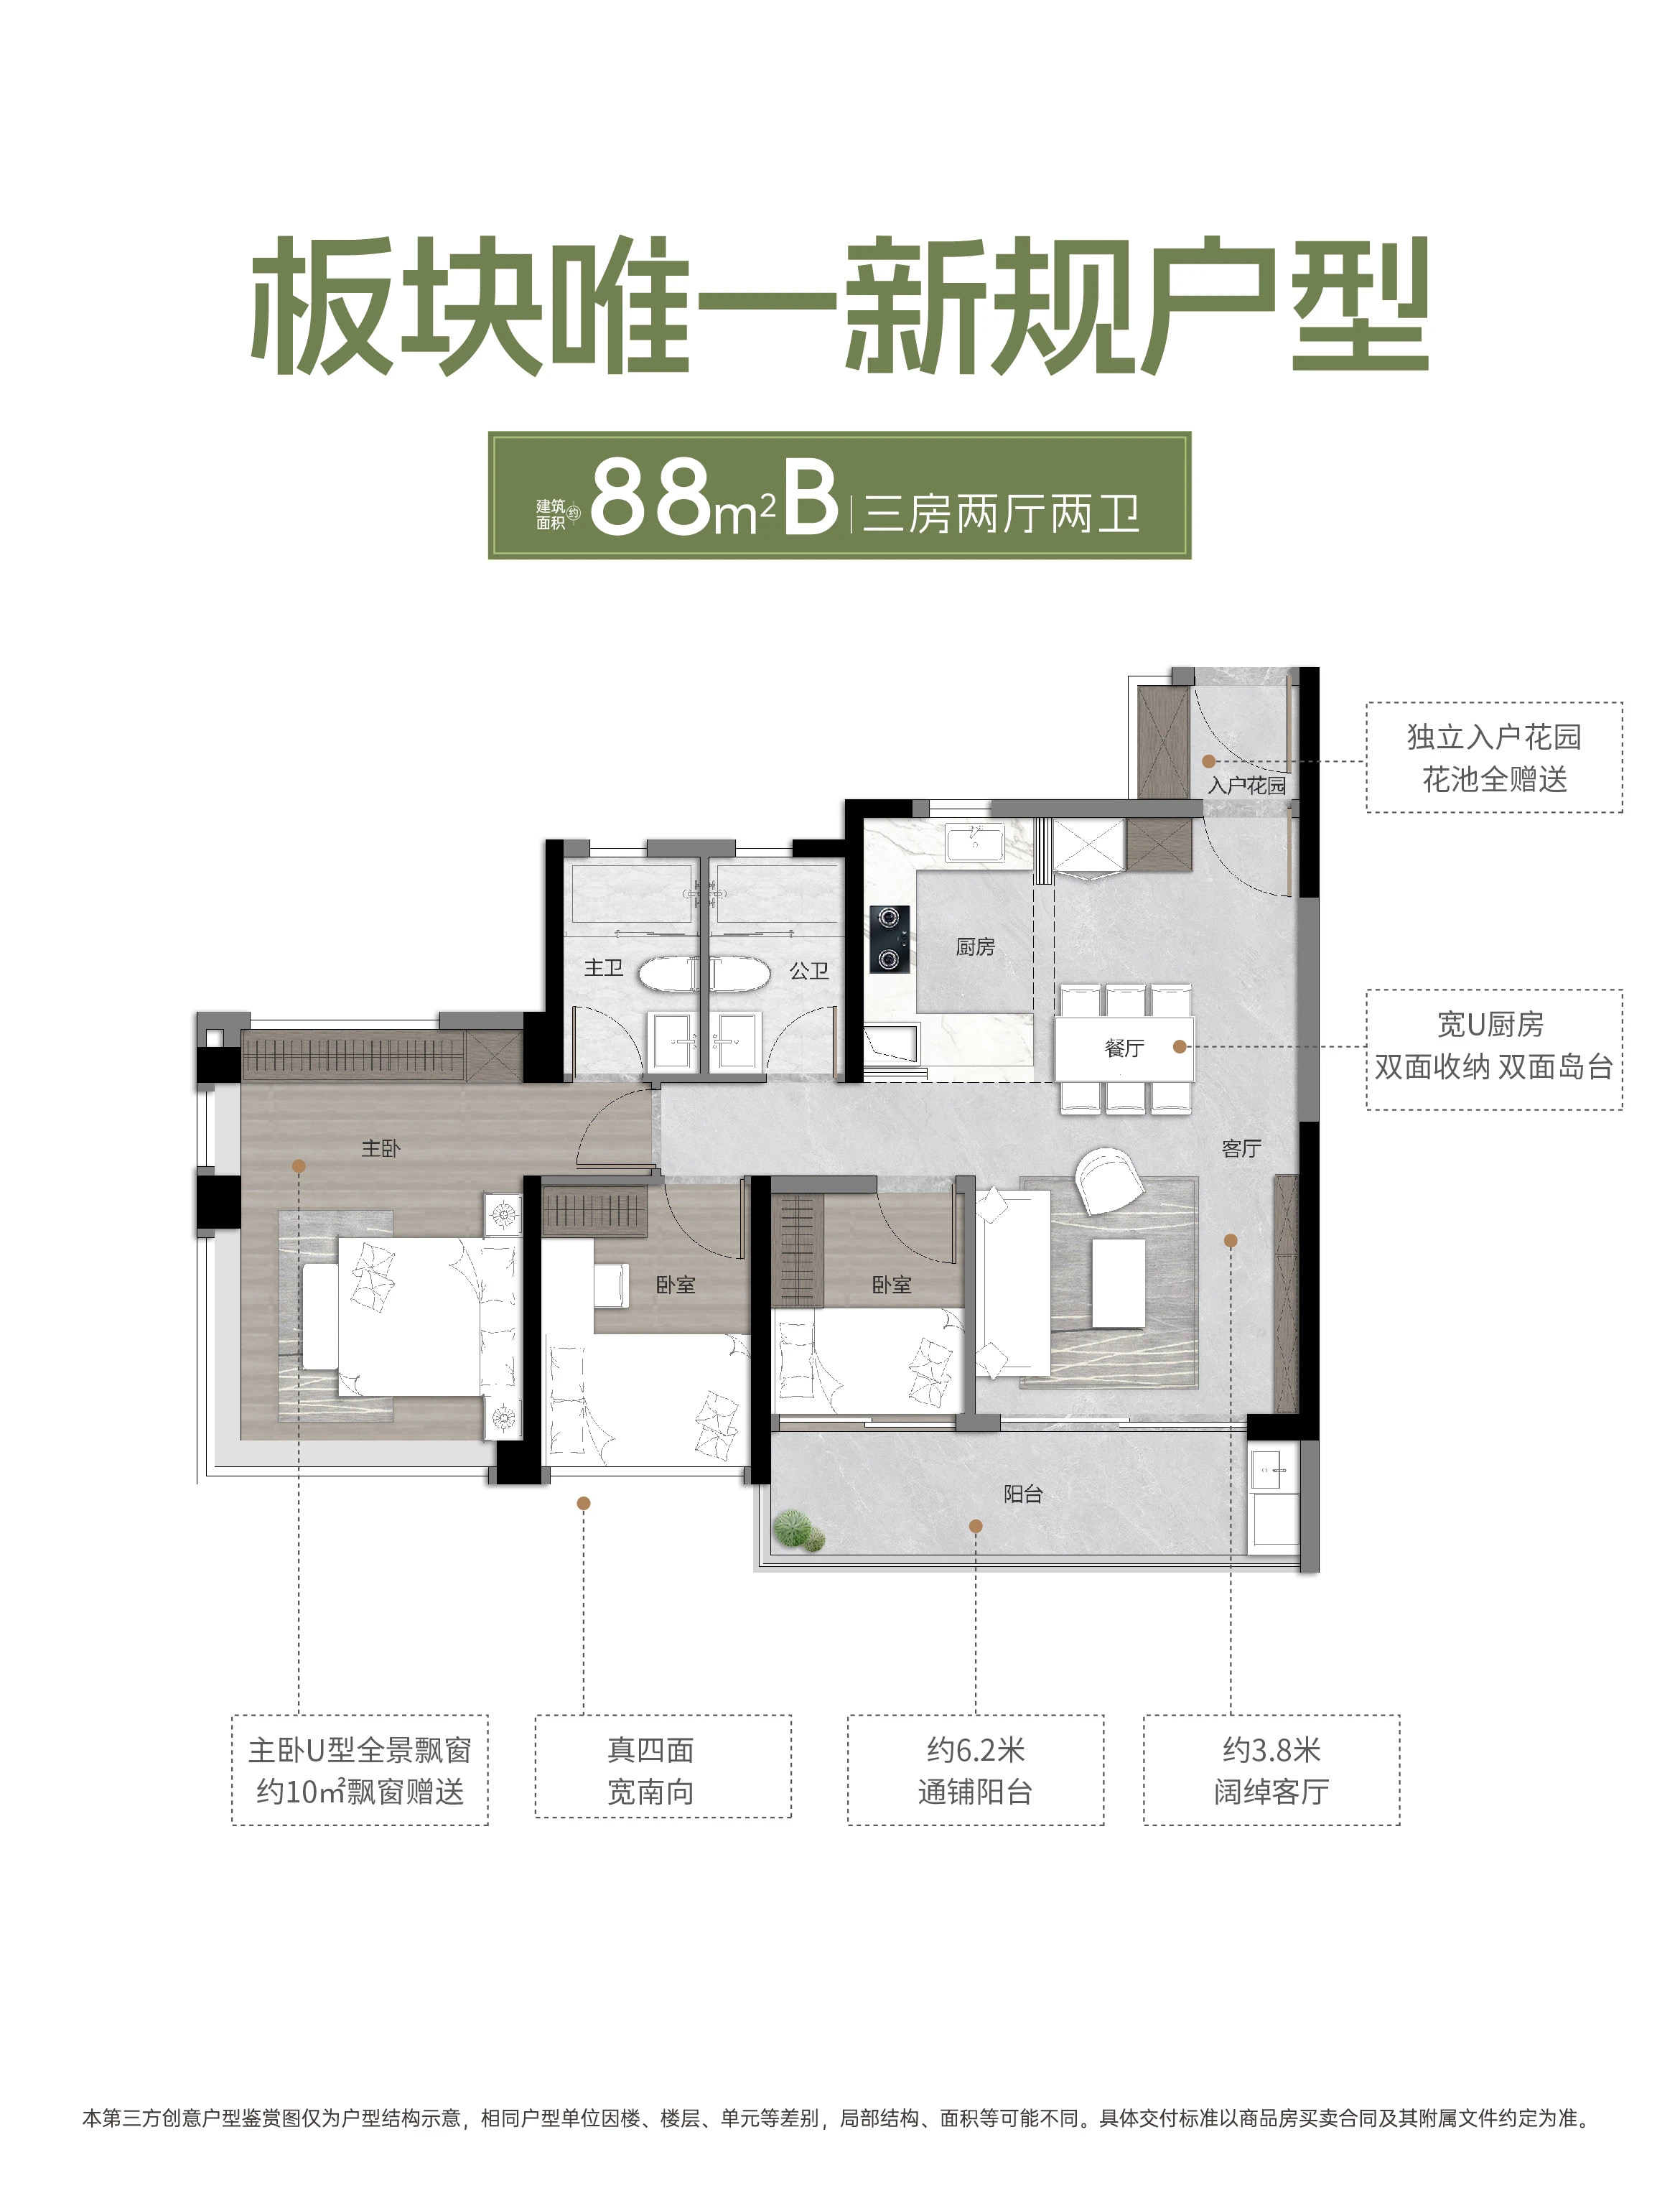 板块唯一新规户型
建筑面积约88m²B|三房两厅两卫
独立入户花园
花池全赠送
入户花园
厨房
主卫
公卫
餐厅
宽U厨房
双面收纳 双面岛台
主卧
客厅
卧室
卧室
阳台
主卧U型全景飘窗
约10㎡飘窗赠送
真四面
宽南向
约6.2米
通铺阳台
约3.8米
阔绰客厅
本第三方创意户型鉴赏图仅为户型结构示意，相同户型单位因楼、楼层、单元等差别，局部结构、面积等可能不同。具体交付标准以商品房买卖合同及其附属文件约定为准。